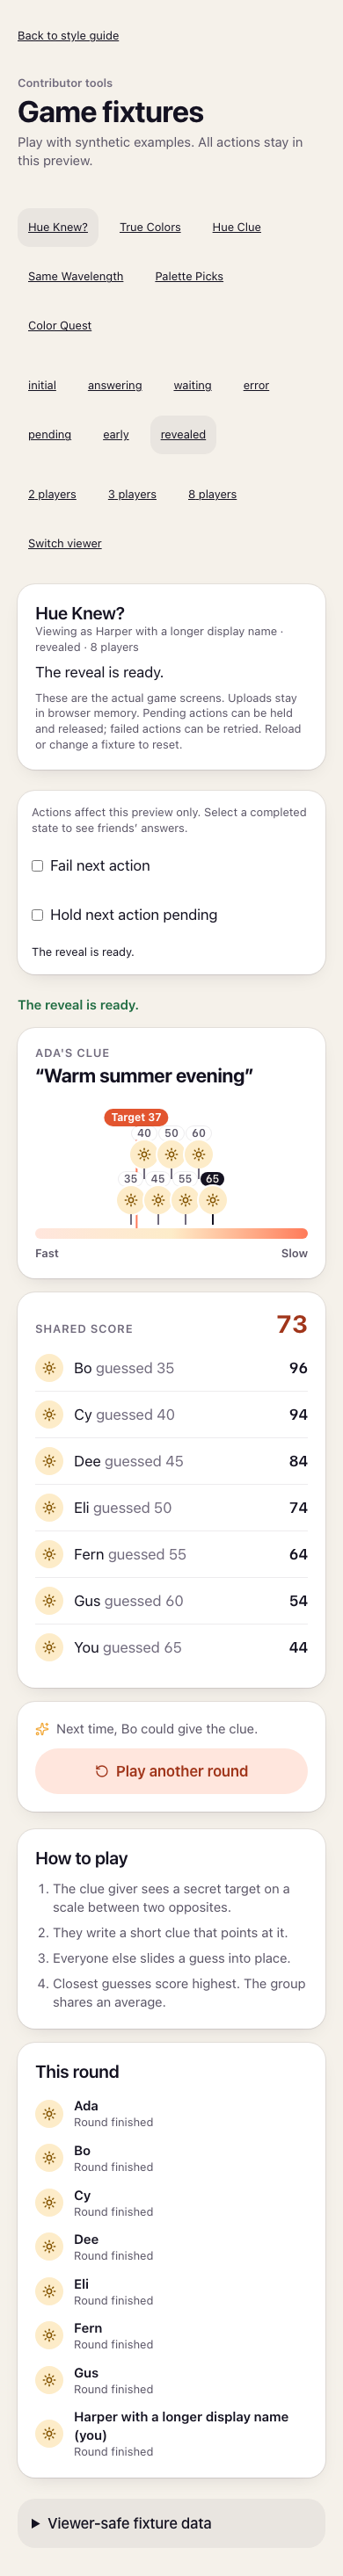 Back to style guide
Contributor tools
Game fixtures
Play with synthetic examples. All actions stay in
this preview.
Hue Knew? True Colors Hue Clue
Same Wavelength Palette Picks
Color Quest
initial answering waiting error
pending early revealed
2 players 3 players 8 players
Switch viewer
Hue Knew?
Viewing as Harper with a longer display name ·
revealed · 8 players
The reveal is ready.
These are the actual game screens. Uploads stay
in browser memory. Pending actions can be held
and released; failed actions can be retried. Reload
or change a fixture to reset.
Actions affect this preview only. Select a completed
state to see friends’ answers.
Fail next action
Hold next action pending
The reveal is ready.
The reveal is ready.
ADA'S CLUE
“Warm summer evening”
Target 37
40 50 60
35 45 55 65
Fast Slow
SHARED SCORE 73
Bo guessed 35 96
Cy guessed 40 94
Dee guessed 45 84
Eli guessed 50 74
Fern guessed 55 64
Gus guessed 60 54
You guessed 65 44
Next time, Bo could give the clue.
Play another round
How to play
1. The clue giver sees a secret target on a
scale between two opposites.
2. They write a short clue that points at it.
3. Everyone else slides a guess into place.
4. Closest guesses score highest. The group
shares an average.
This round
Ada
Round finished
Bo
Round finished
Cy
Round finished
Dee
Round finished
Eli
Round finished
Fern
Round finished
Gus
Round finished
Harper with a longer display name
(you)
Round finished
Viewer-safe fixture data